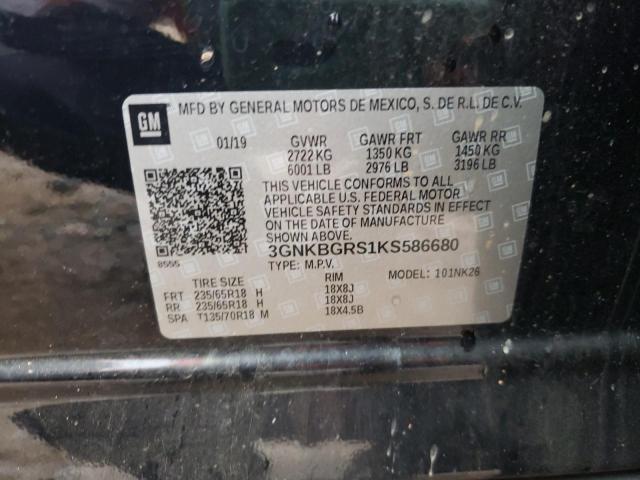 GM
MFD BY GENERAL MOTORS DE MEXICO, S. DE R.L. DE C.V.
01/19 GVWR GAWR FRT GAWR RR
2722 KG 1350 KG 1450 KG
6001 LB 2976 LB 3196 LB
THIS VEHICLE CONFORMS TO ALL
APPLICABLE U.S. FEDERAL MOTOR
VEHICLE SAFETY STANDARDS IN EFFECT
ON THE DATE OF MANUFACTURE
SHOWN ABOVE.
8555
3GNKBGRS1KS586680
TYPE: M.P.V. MODEL: 101NK26
TIRE SIZE RIM
FRT 235/65R18 H 18X8J
RR 235/65R18 H 18X8J
SPA T135/70R18 M 18X4.5B